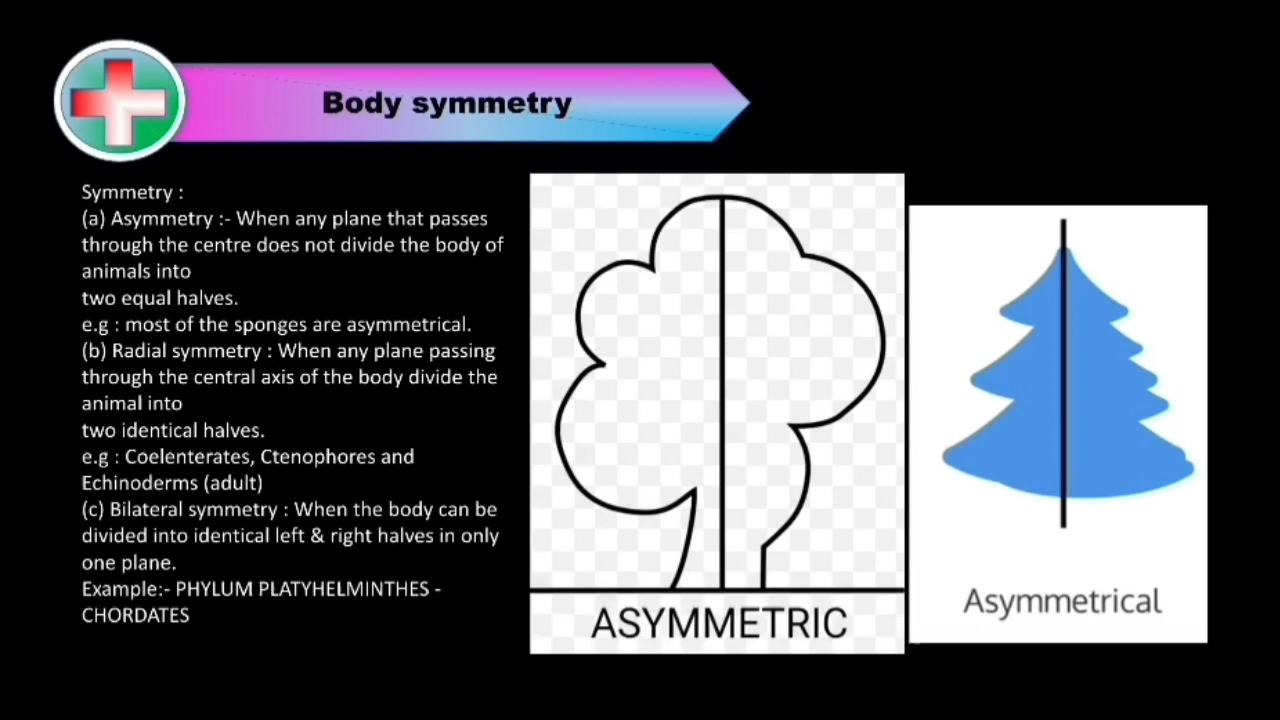 Body symmetry
Symmetry :
(a) Asymmetry :- When any plane that passes
through the centre does not divide the body of
animals into
two equal halves.
e.g : most of the sponges are asymmetrical.
(b) Radial symmetry : When any plane passing
through the central axis of the body divide the
animal into
two identical halves.
e.g : Coelenterates, Ctenophores and
Echinoderms (adult)
(c) Bilateral symmetry : When the body can be
divided into identical left & right halves in only
one plane.
Example:- PHYLUM PLATYHELMINTHES -
CHORDATES
ASYMMETRIC
Asymmetrical